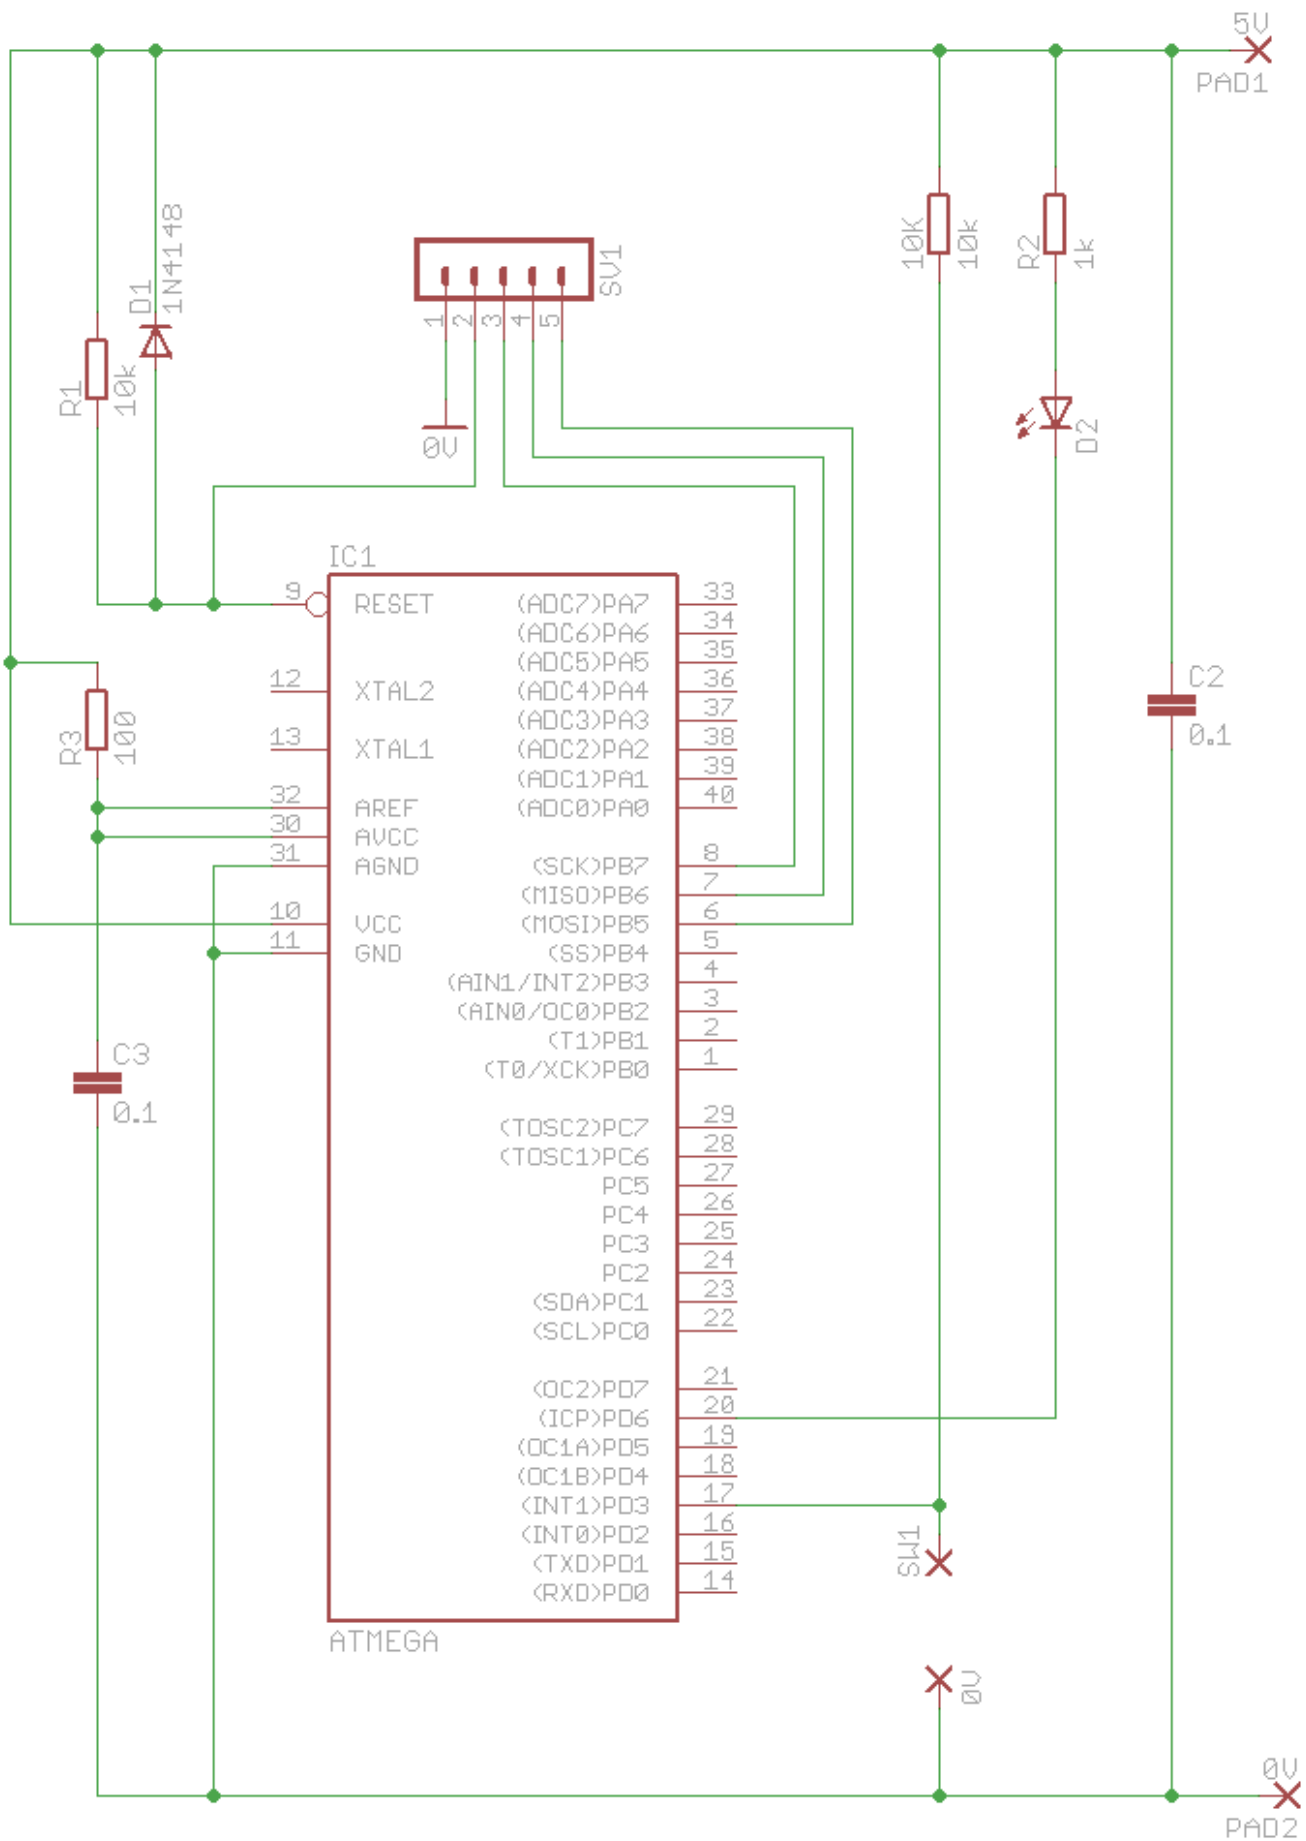 5V
PAD1
D1
1N4148
R1
10k
SV1
1
2
3
4
5
0V
10K
10k
R2
1k
D2
IC1
9
RESET
12
XTAL2
13
XTAL1
R3
100
32
AREF
30
AVCC
31
AGND
10
VCC
11
GND
(ADC7)PA7
33
(ADC6)PA6
34
(ADC5)PA5
35
(ADC4)PA4
36
(ADC3)PA3
37
(ADC2)PA2
38
(ADC1)PA1
39
(ADC0)PA0
40
(SCK)PB7
8
(MISO)PB6
7
(MOSI)PB5
6
(SS)PB4
5
(AIN1/INT2)PB3
4
(AIN0/OC0)PB2
3
(T1)PB1
2
(T0/XCK)PB0
1
(TOSC2)PC7
29
(TOSC1)PC6
28
PC5
27
PC4
26
PC3
25
PC2
24
(SDA)PC1
23
(SCL)PC0
22
(OC2)PD7
21
(ICP)PD6
20
(OC1A)PD5
19
(OC1B)PD4
18
(INT1)PD3
17
(INT0)PD2
16
(TXD)PD1
15
(RXD)PD0
14
ATMEGA
C2
0.1
C3
0.1
SW1
0V
0V
PAD2